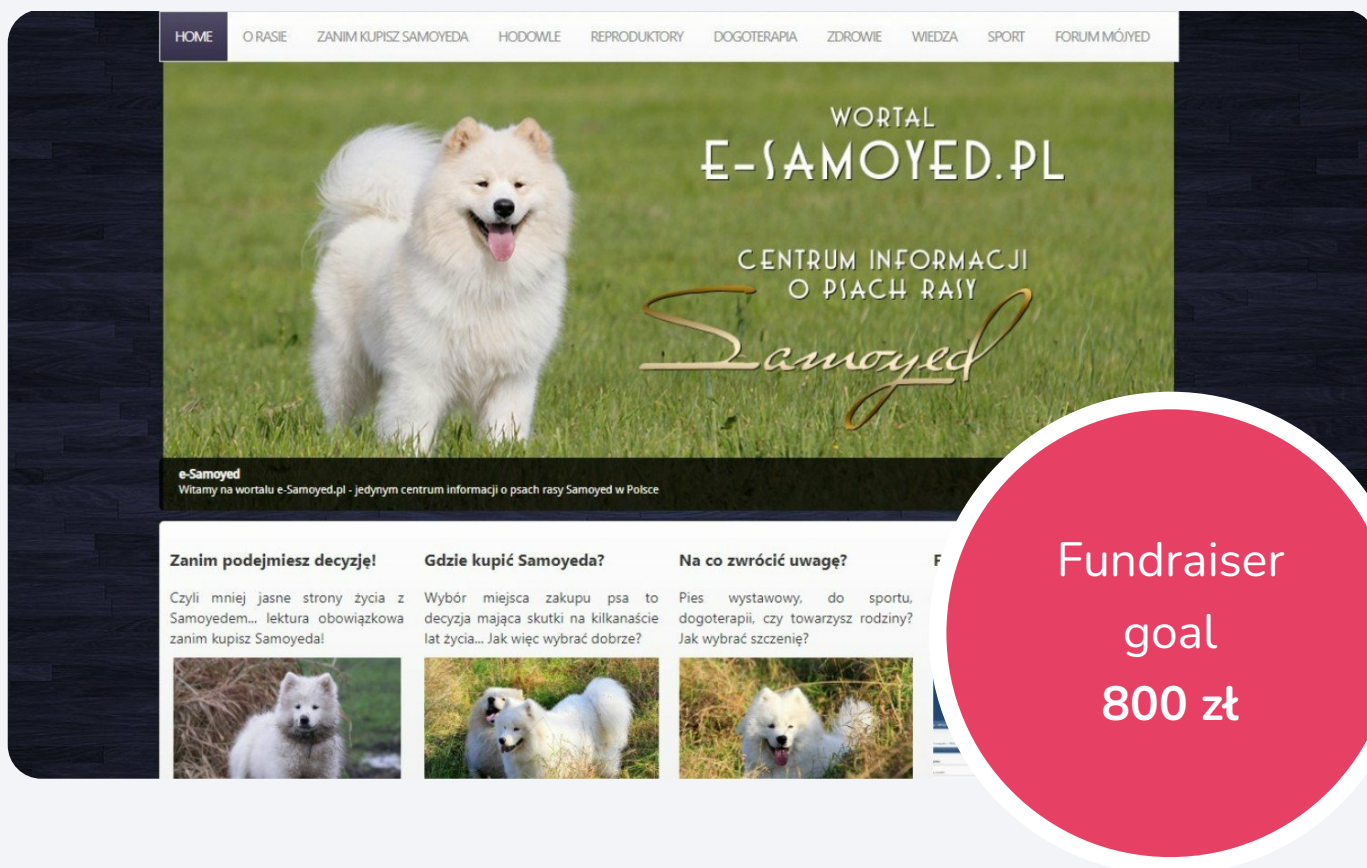 HOME O RASIE ZANIM KUPISZ SAMOYEDA HODOWLE REPRODUKTORY DOGOTERAPIA ZDROWIE WIEDZA SPORT FORUM MÓJYED
WORTAL
E-SAMOYED.PL
CENTRUM INFORMACJI
O PSACH RASY
Samoyed
e-Samoyed
Witamy na wortalu e-Samoyed.pl - jedynym centrum informacji o psach rasy Samoyed w Polsce
Zanim podejmiesz decyzję!
Czyli mniej jasne strony życia z
Samoyedem... lektura obowiązkowa
zanim kupisz Samoyeda!
Gdzie kupić Samoyeda?
Wybór miejsca zakupu psa to
decyzja mająca skutki na kilkanaście
lat życia... Jak więc wybrać dobrze?
Na co zwrócić uwagę?
Pies wystawowy, do sportu,
dogoterapii, czy towarzysz rodziny?
Jak wybrać szczenię?
Fundraiser
goal
800 zł